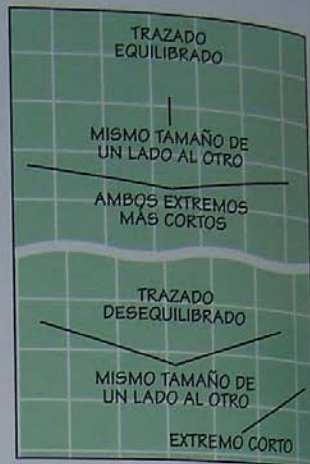 TRAZADO
EQUILIBRADO
MISMO TAMAÑO DE
UN LADO AL OTRO
AMBOS EXTREMOS
MÁS CORTOS
TRAZADO
DESEQUILIBRADO
MISMO TAMAÑO DE
UN LADO AL OTRO
EXTREMO CORTO